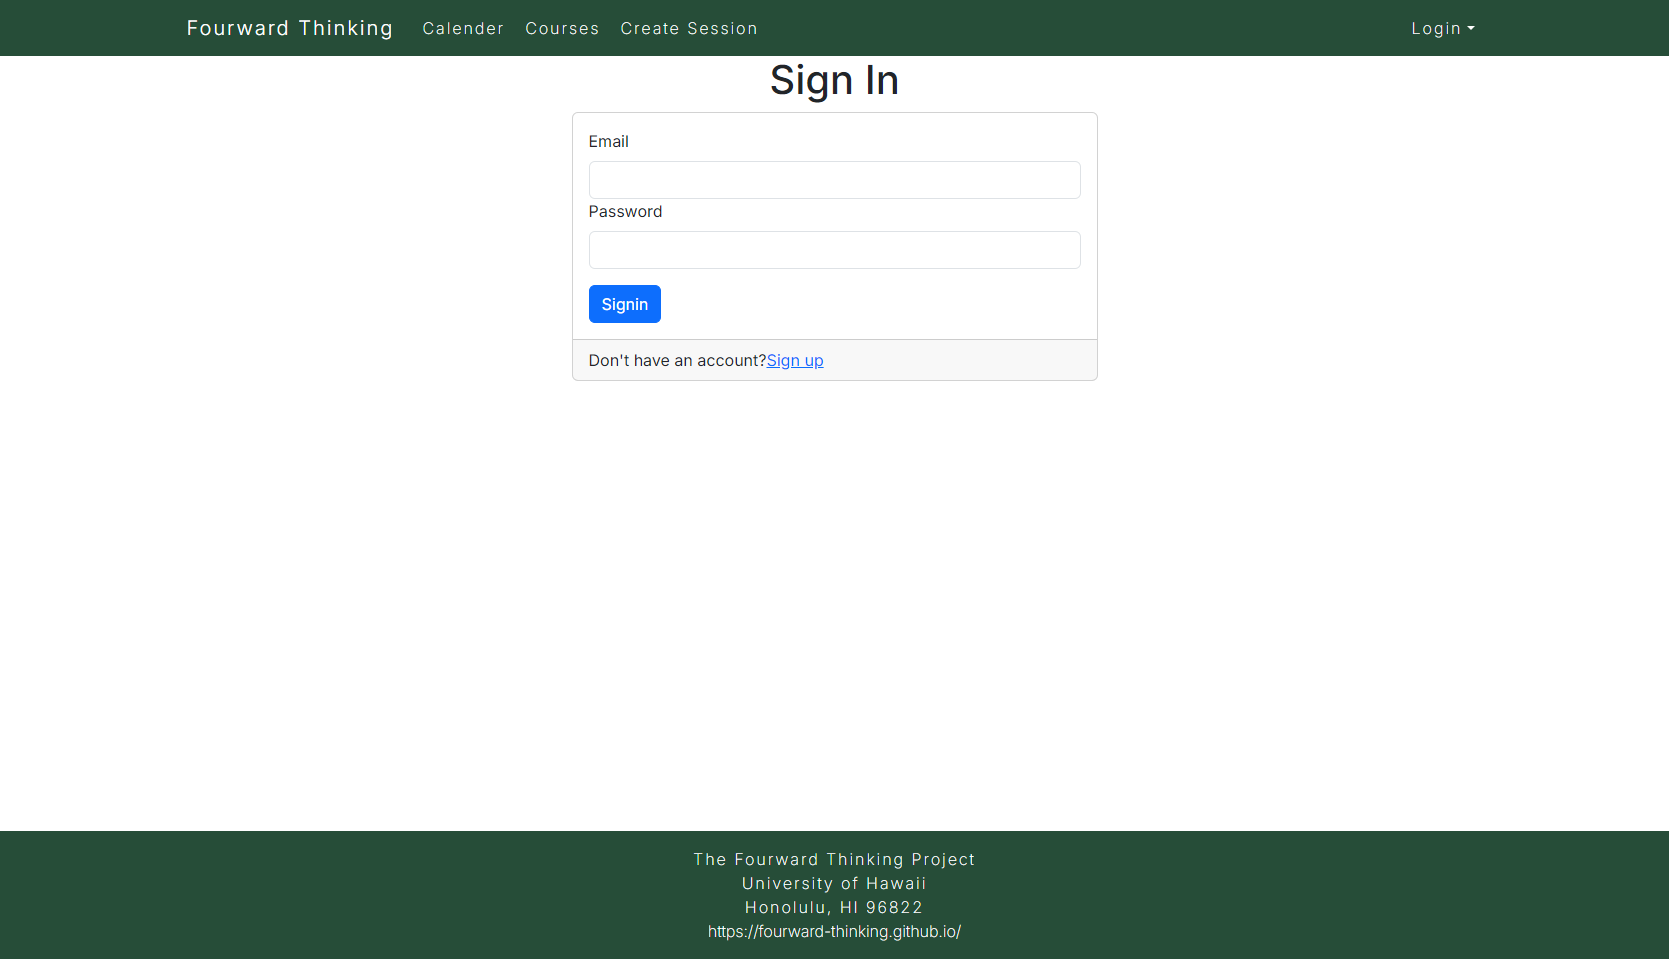 Fourward Thinking Calender Courses Create Session Login
Sign In
Email
Password
Signin
Don't have an account?Sign up
The Fourward Thinking Project
University of Hawaii
Honolulu, HI 96822
https://fourward-thinking.github.io/